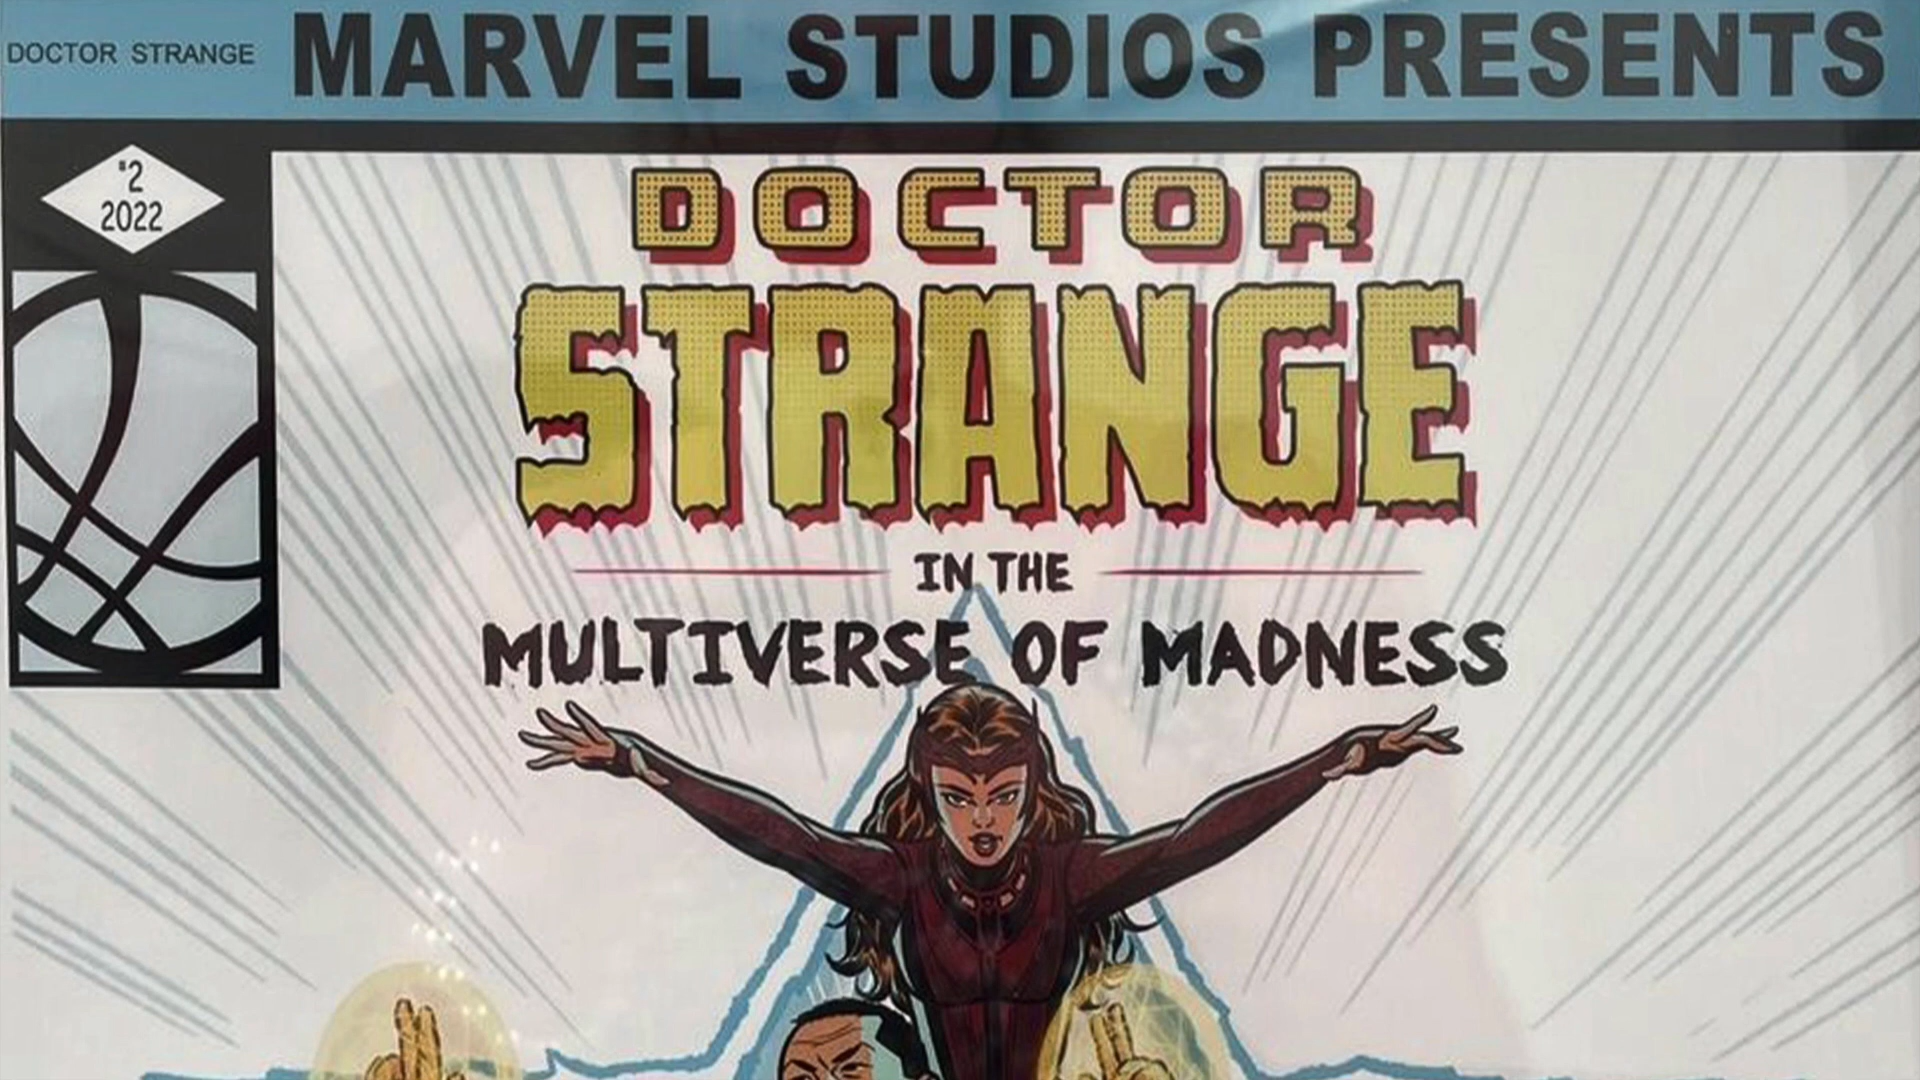 DOCTOR STRANGE
MARVEL STUDIOS PRESENTS
#2
2022
DOCTOR
STRANGE
IN THE
MULTIVERSE OF MADNESS